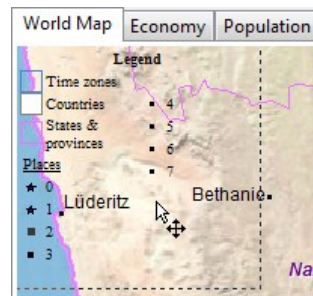 World Map Economy Population
Legend
Time zones
Countries
States &
provinces
Places
0
1
2
3
4
5
6
7
Lüderitz
Bethanie
Na